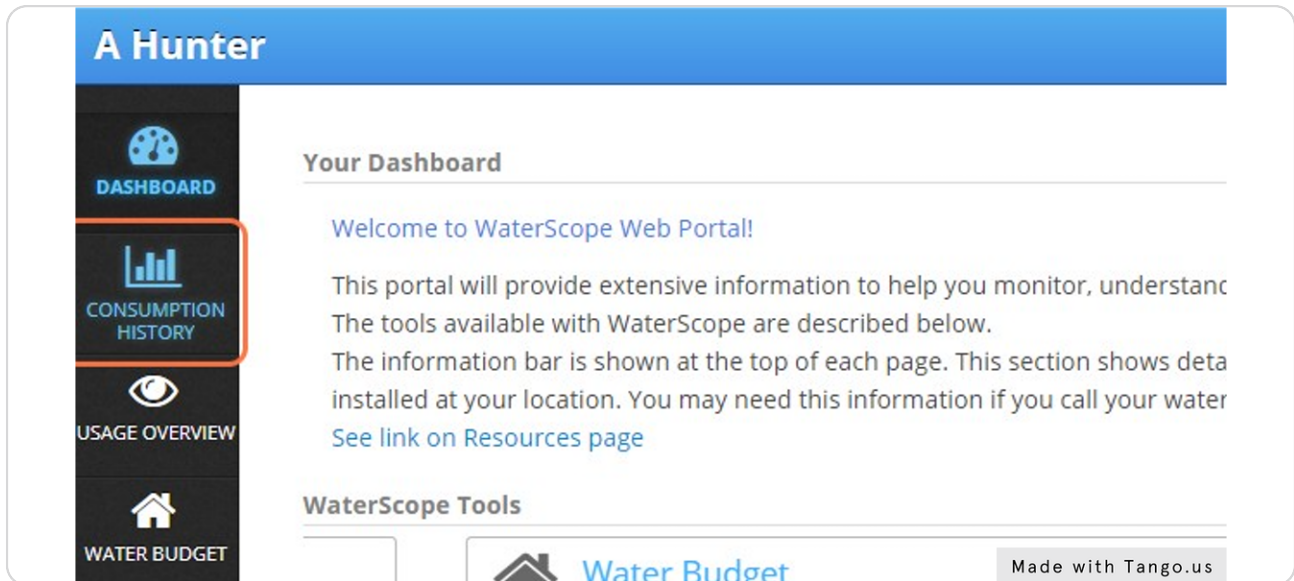 A Hunter
DASHBOARD
CONSUMPTION
HISTORY
USAGE OVERVIEW
WATER BUDGET
Your Dashboard
Welcome to WaterScope Web Portal!
This portal will provide extensive information to help you monitor, understand
The tools available with WaterScope are described below.
The information bar is shown at the top of each page. This section shows deta
installed at your location. You may need this information if you call your water
See link on Resources page
WaterScope Tools
Water Budget
Made with Tango.us